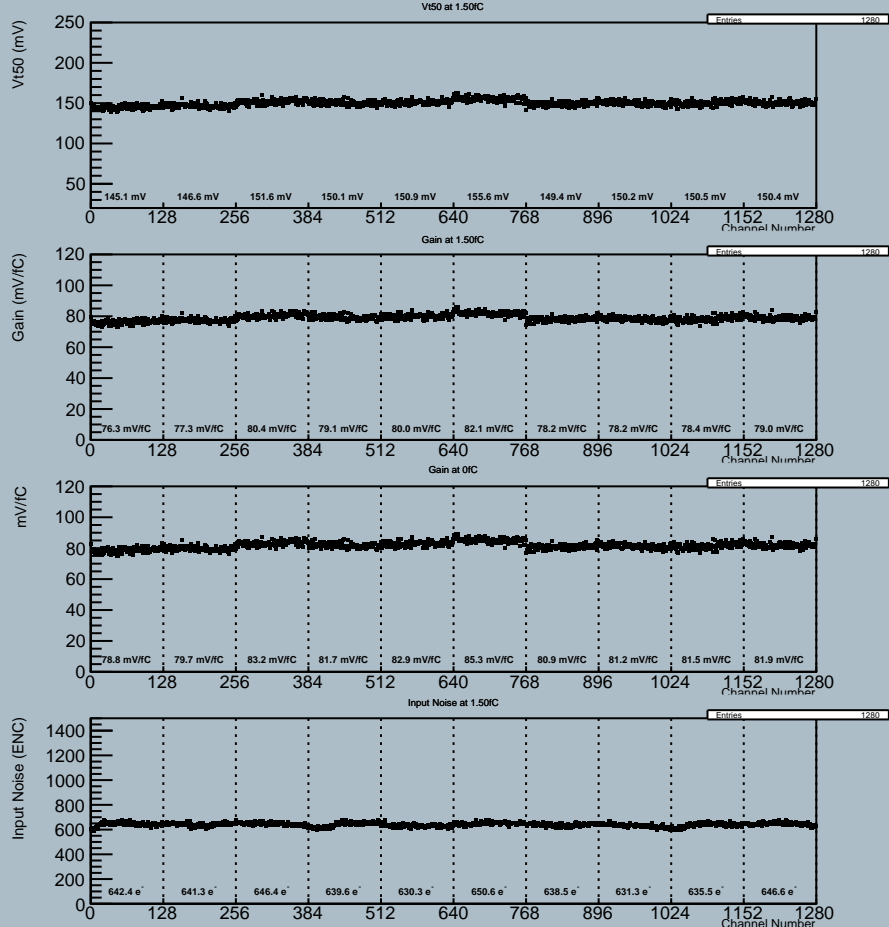 Vt50 at 1.50fC
Entries 1280
Vt50 (mV)
250
200
150
100
50
145.1 mV 146.6 mV 151.6 mV 150.1 mV 150.9 mV 155.6 mV 149.4 mV 150.2 mV 150.5 mV 150.4 mV
0 128 256 384 512 640 768 896 1024 1152 1280
Channel Number
Gain at 1.50fC
Entries 1280
Gain (mV/fC)
120
100
80
60
40
20
0
76.3 mV/fC 77.3 mV/fC 80.4 mV/fC 79.1 mV/fC 80.0 mV/fC 82.1 mV/fC 78.2 mV/fC 78.2 mV/fC 78.4 mV/fC 79.0 mV/fC
0 128 256 384 512 640 768 896 1024 1152 1280
Channel Number
Gain at 0fC
Entries 1280
mV/fC
120
100
80
60
40
20
0
78.8 mV/fC 79.7 mV/fC 83.2 mV/fC 81.7 mV/fC 82.9 mV/fC 85.3 mV/fC 80.9 mV/fC 81.2 mV/fC 81.5 mV/fC 81.9 mV/fC
0 128 256 384 512 640 768 896 1024 1152 1280
Channel Number
Input Noise at 1.50fC
Entries 1280
Input Noise (ENC)
1400
1200
1000
800
600
400
200
0
642.4 e⁻ 641.3 e⁻ 646.4 e⁻ 639.6 e⁻ 630.3 e⁻ 650.6 e⁻ 638.5 e⁻ 631.3 e⁻ 635.5 e⁻ 646.6 e⁻
0 128 256 384 512 640 768 896 1024 1152 1280
Channel Number